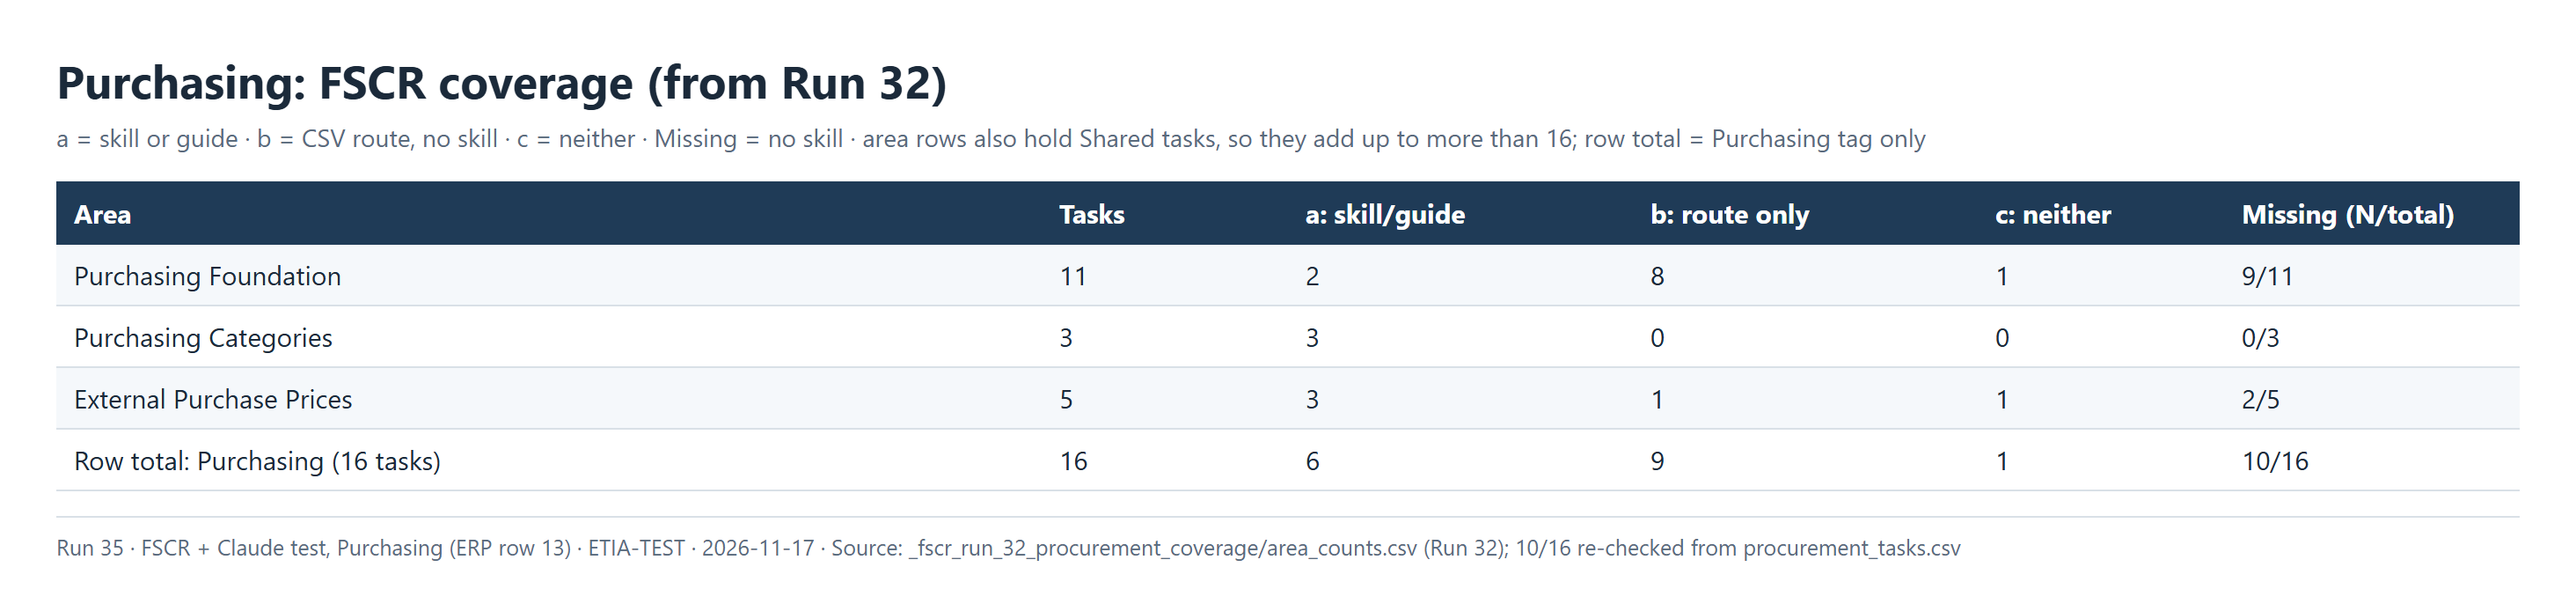 Purchasing: FSCR coverage (from Run 32)
a = skill or guide · b = CSV route, no skill · c = neither · Missing = no skill · area rows also hold Shared tasks, so they add up to more than 16; row total = Purchasing tag only
Area Tasks a: skill/guide b: route only c: neither Missing (N/total)
Purchasing Foundation 11 2 8 1 9/11
Purchasing Categories 3 3 0 0 0/3
External Purchase Prices 5 3 1 1 2/5
Row total: Purchasing (16 tasks) 16 6 9 1 10/16
Run 35 · FSCR + Claude test, Purchasing (ERP row 13) · ETIA-TEST · 2026-11-17 · Source: _fscr_run_32_procurement_coverage/area_counts.csv (Run 32); 10/16 re-checked from procurement_tasks.csv